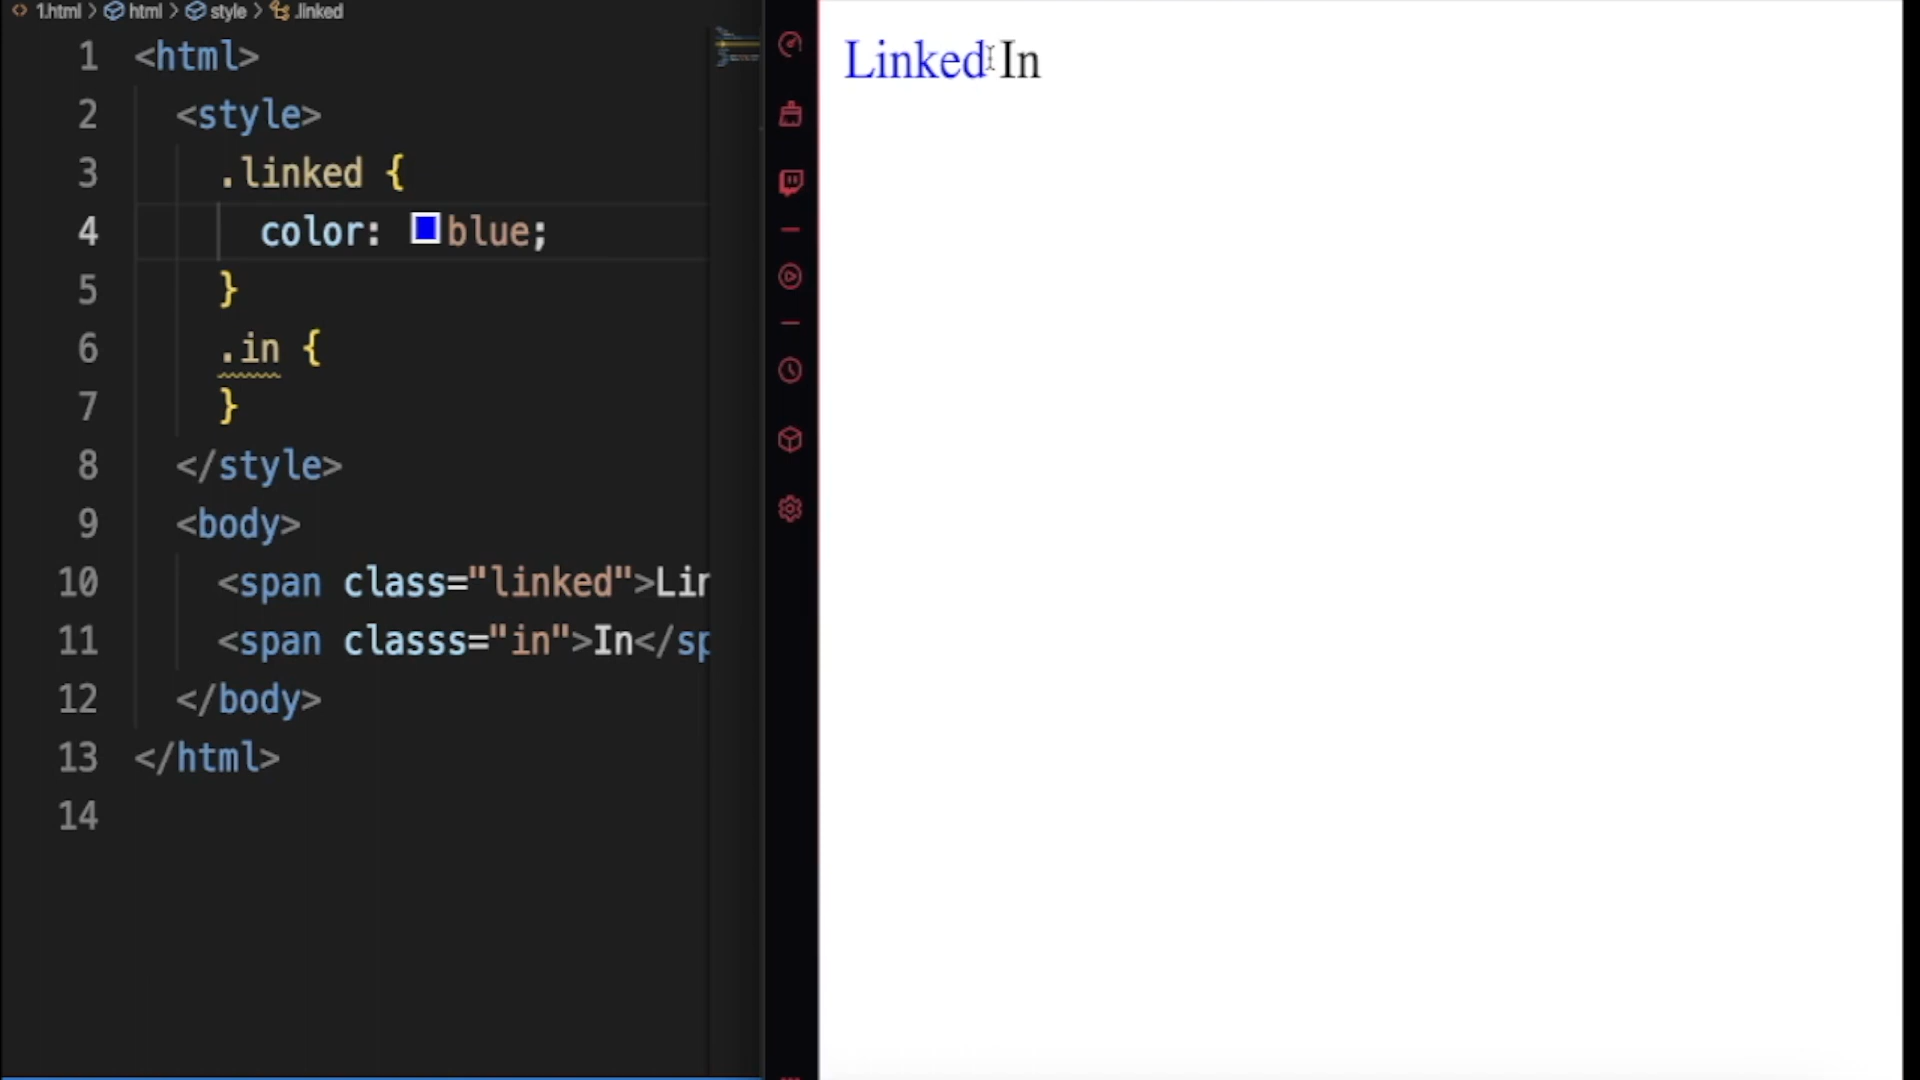 1.html > html > style > .linked
1 <html>
2 <style>
3 .linked {
4 color: blue;
5 }
6 .in {
7 }
8 </style>
9 <body>
10 <span class="linked">Lin
11 <span classs="in">In</sp
12 </body>
13 </html>
14
Linked In